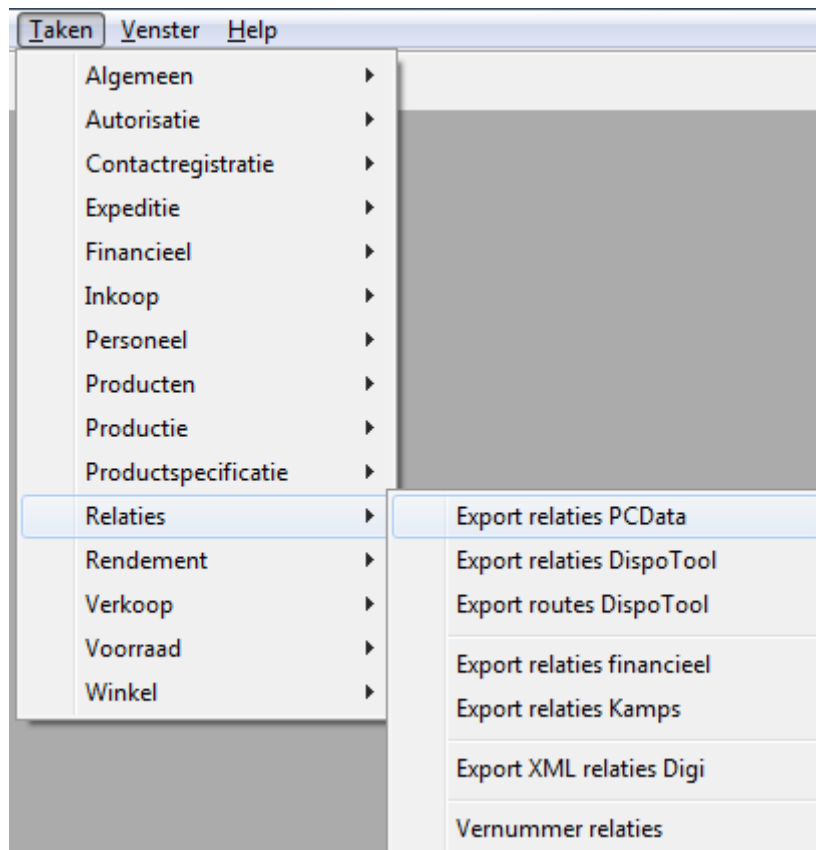 Taken Venster Help
Algemeen
Autorisatie
Contactregistratie
Expeditie
Financieel
Inkoop
Personeel
Producten
Productie
Productspecificatie
Relaties
Rendement
Verkoop
Voorraad
Winkel
Export relaties PCData
Export relaties DispoTool
Export routes DispoTool
Export relaties financieel
Export relaties Kamps
Export XML relaties Digi
Vernummer relaties